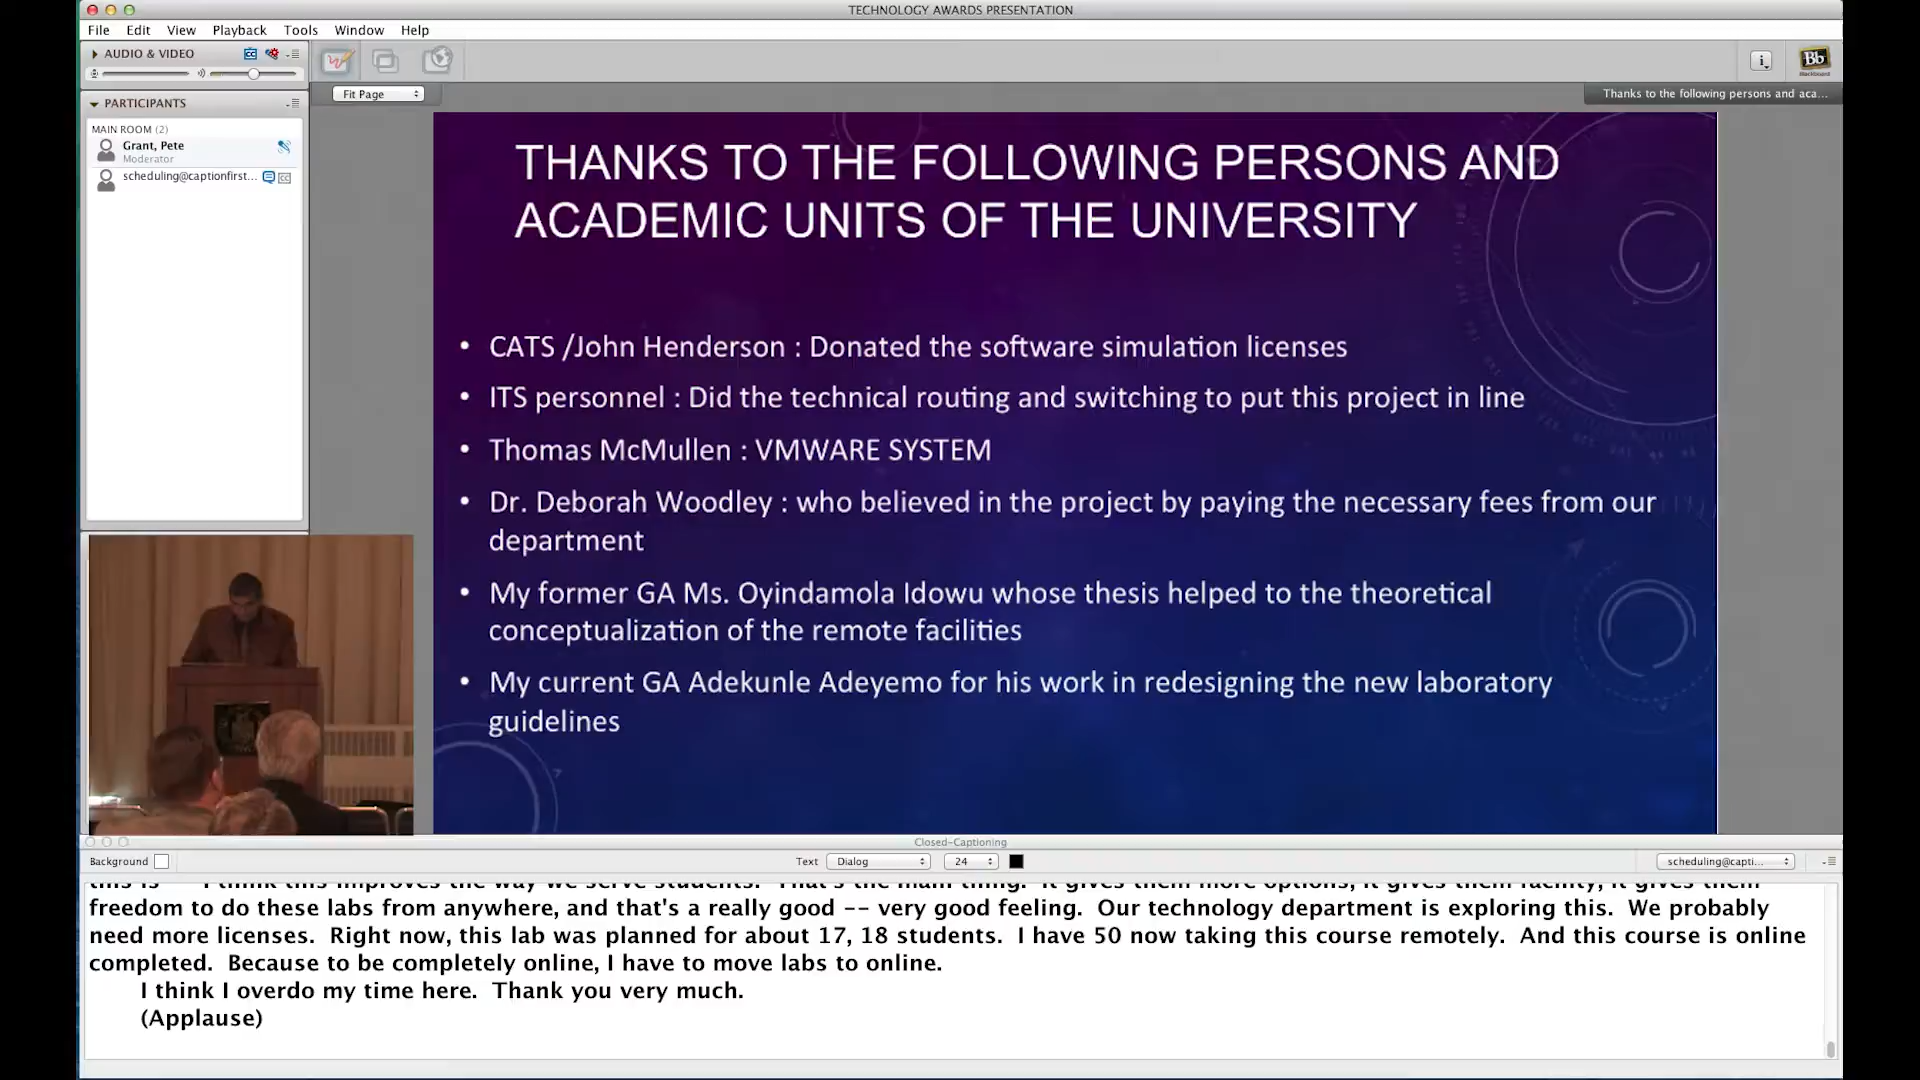 TECHNOLOGY AWARDS PRESENTATION
File Edit View Playback Tools Window Help
AUDIO & VIDEO
Fit Page
Bb
Blackboard
Thanks to the following persons and aca...
PARTICIPANTS
MAIN ROOM (2)
Grant, Pete
Moderator
scheduling@captionfirst...
THANKS TO THE FOLLOWING PERSONS AND
ACADEMIC UNITS OF THE UNIVERSITY
• CATS /John Henderson : Donated the software simulation licenses
• ITS personnel : Did the technical routing and switching to put this project in line
• Thomas McMullen : VMWARE SYSTEM
• Dr. Deborah Woodley : who believed in the project by paying the necessary fees from our
department
• My former GA Ms. Oyindamola Idowu whose thesis helped to the theoretical
conceptualization of the remote facilities
• My current GA Adekunle Adeyemo for his work in redesigning the new laboratory
guidelines
Closed-Captioning
Background Text Dialog 24 scheduling@capti...
this is -- I think this improves the way we serve students. That's the main thing. It gives them more options, it gives them facility, it gives them
freedom to do these labs from anywhere, and that's a really good -- very good feeling. Our technology department is exploring this. We probably
need more licenses. Right now, this lab was planned for about 17, 18 students. I have 50 now taking this course remotely. And this course is online
completed. Because to be completely online, I have to move labs to online.
I think I overdo my time here. Thank you very much.
(Applause)